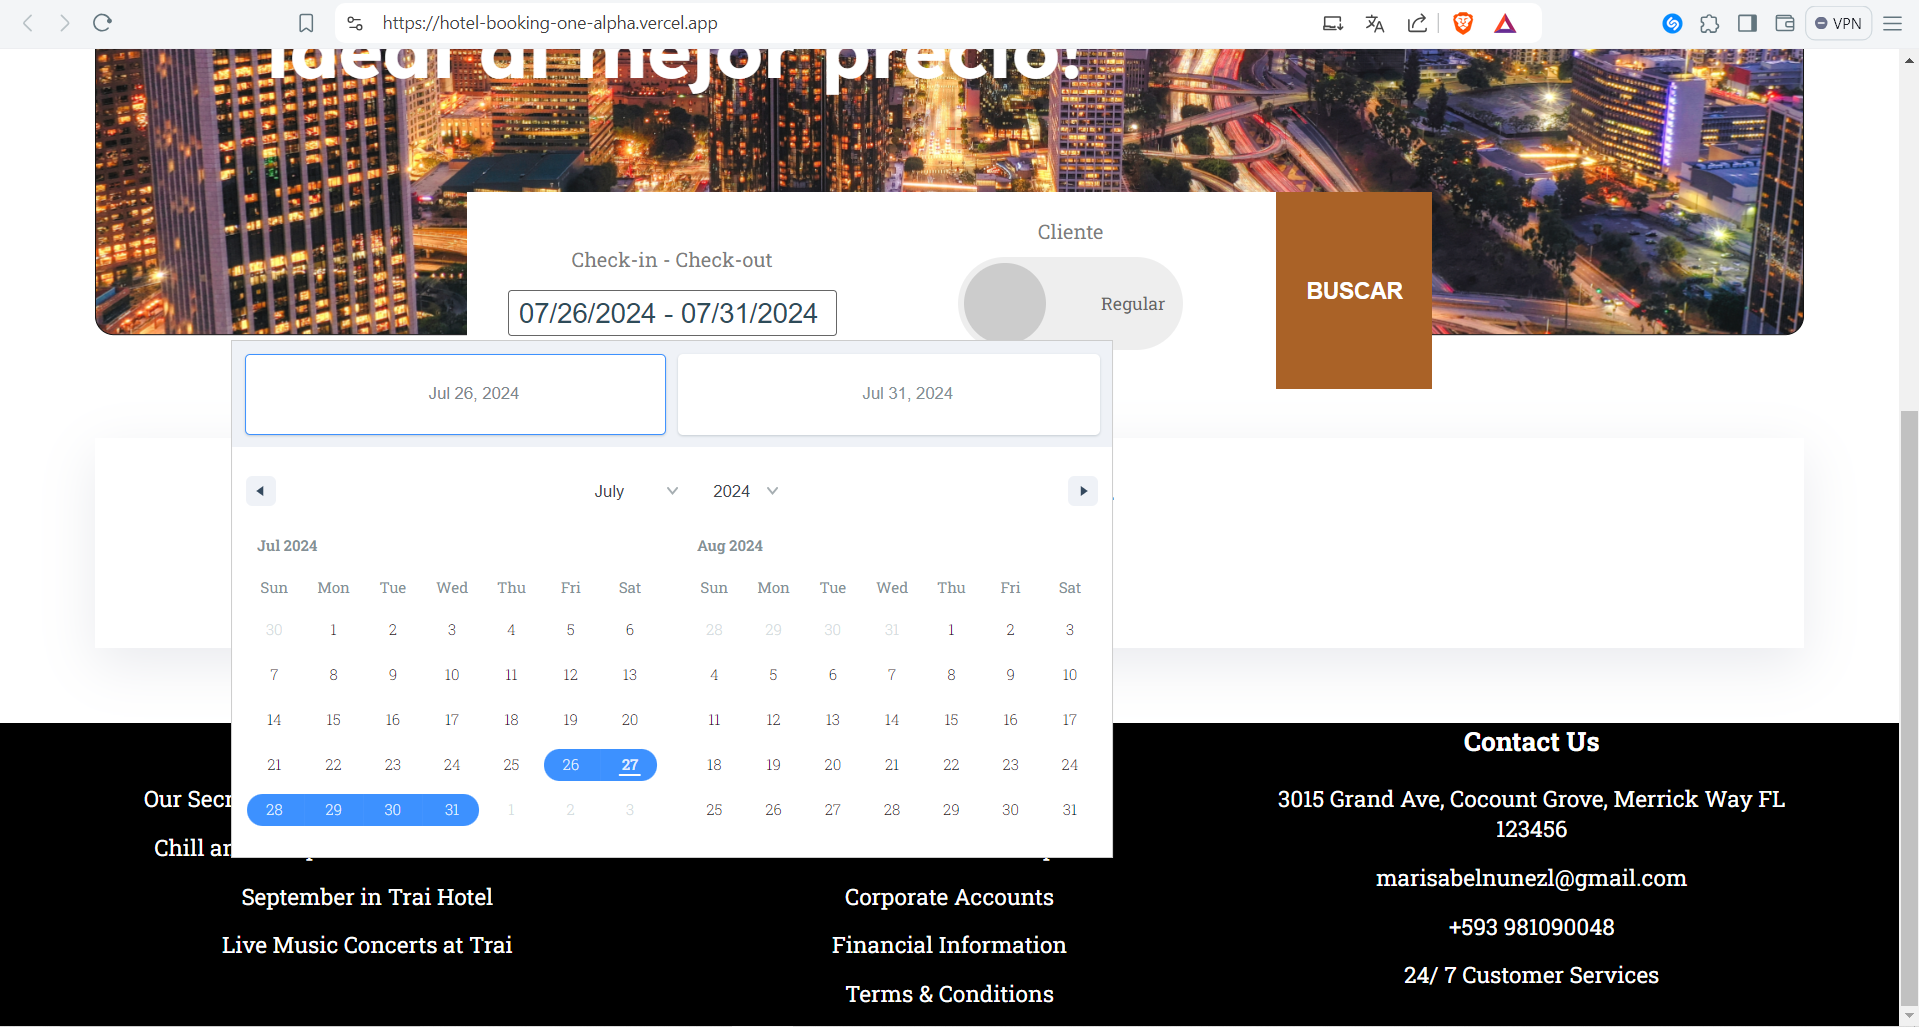 https://hotel-booking-one-alpha.vercel.app
VPN
ideal al mejor precio!
Cliente
Check-in - Check-out
07/26/2024 - 07/31/2024
Regular
BUSCAR
Jul 26, 2024
Jul 31, 2024
July
2024
Jul 2024
Aug 2024
Sun Mon Tue Wed Thu Fri Sat
Sun Mon Tue Wed Thu Fri Sat
30 1 2 3 4 5 6
28 29 30 31 1 2 3
7 8 9 10 11 12 13
4 5 6 7 8 9 10
14 15 16 17 18 19 20
11 12 13 14 15 16 17
21 22 23 24 25 26 27
18 19 20 21 22 23 24
28 29 30 31 1 2 3
25 26 27 28 29 30 31
Our
Chill
September in Trai Hotel
Live Music Concerts at Trai
Corporate Accounts
Financial Information
Terms & Conditions
Contact Us
3015 Grand Ave, Cocount Grove, Merrick Way FL
123456
marisabelnunezl@gmail.com
+593 981090048
24/ 7 Customer Services